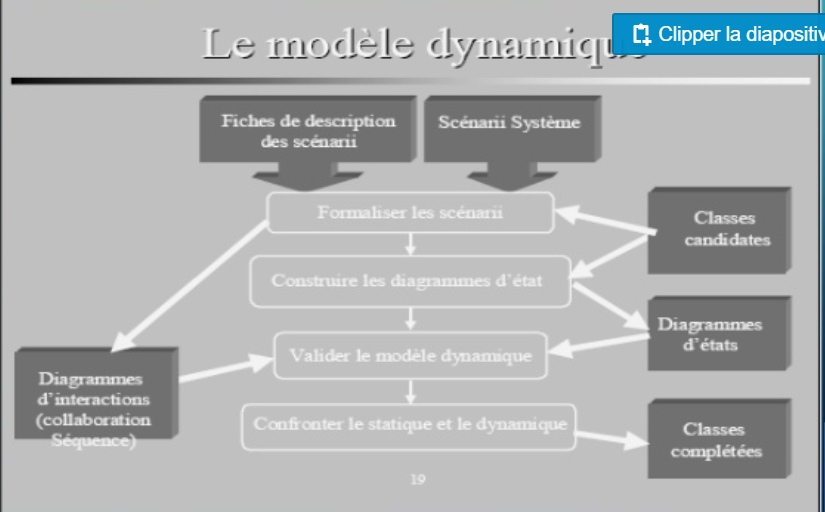 Le modèle dynamique
Clipper la diapositiv
Fiches de description
des scénarii
Scénarii Système
Formaliser les scénarii
Classes
candidates
Construire les diagrammes d'état
Diagrammes
d'états
Valider le modèle dynamique
Diagrammes
d'interactions
(collaboration
Séquence)
Confronter le statique et le dynamique
Classes
complétées
19